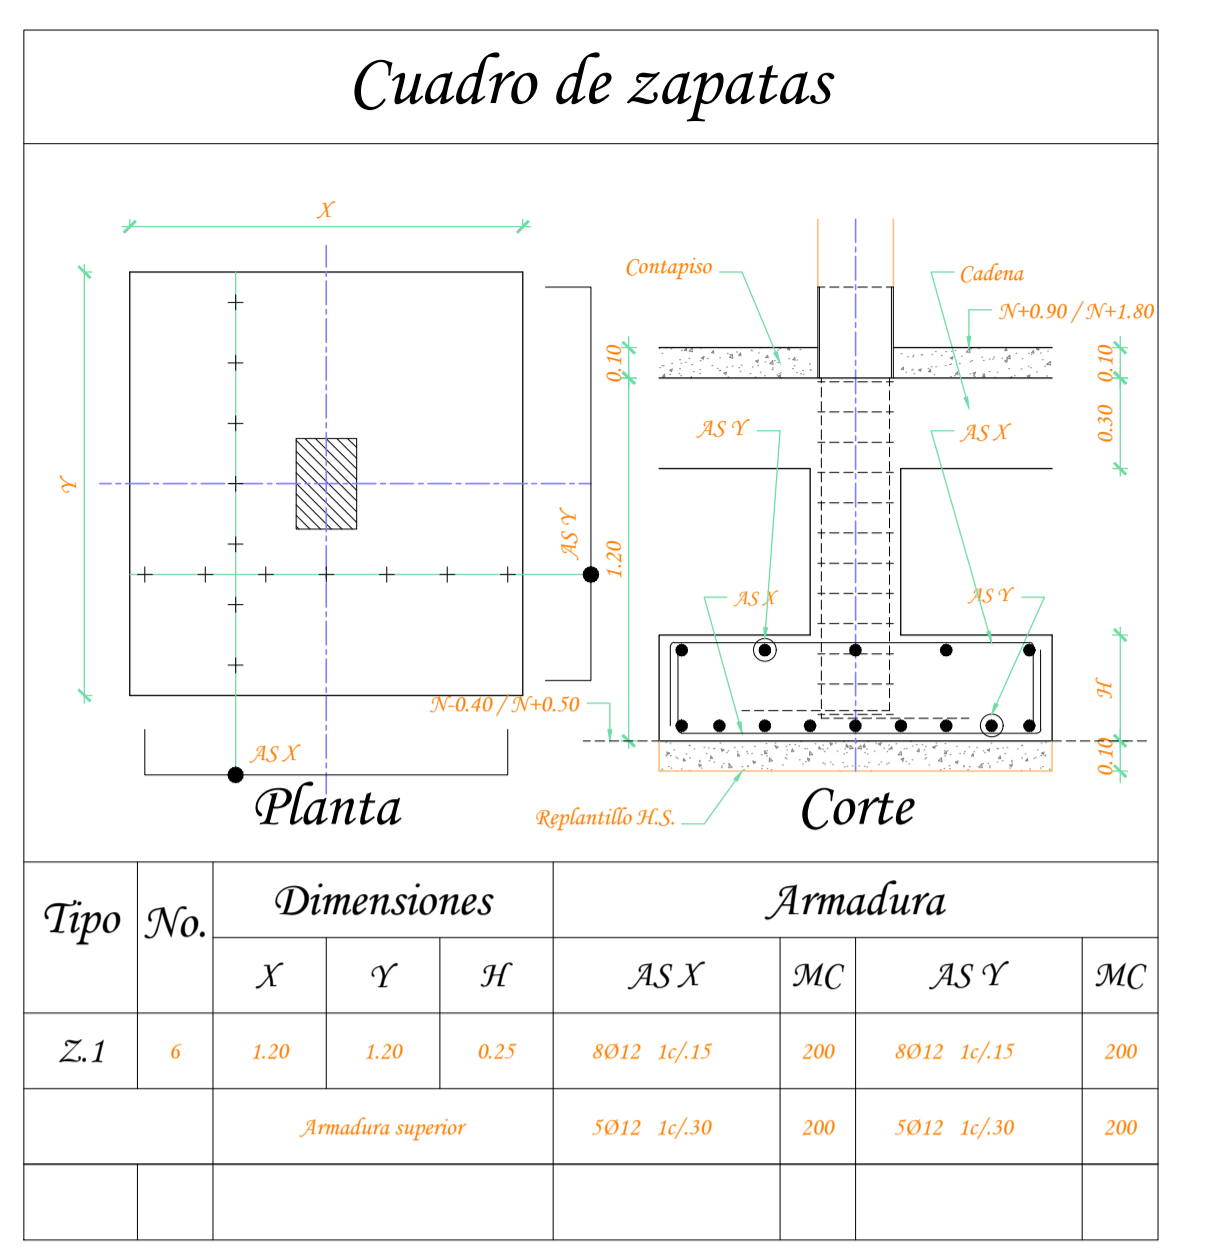 Cuadro de zapatas
X
Y
AS Y
AS X
Planta
Contapiso
Cadena
N+0.90 / N+1.80
0.10
0.10
0.30
AS Y
AS X
1.20
AS X
AS Y
H
N-0.40 / N+0.50
0.10
Replantillo H.S.
Corte
Tipo No. Dimensiones Armadura
X Y H AS X MC AS Y MC
Z.1 6 1.20 1.20 0.25 8Ø12 1c/.15 200 8Ø12 1c/.15 200
Armadura superior 5Ø12 1c/.30 200 5Ø12 1c/.30 200